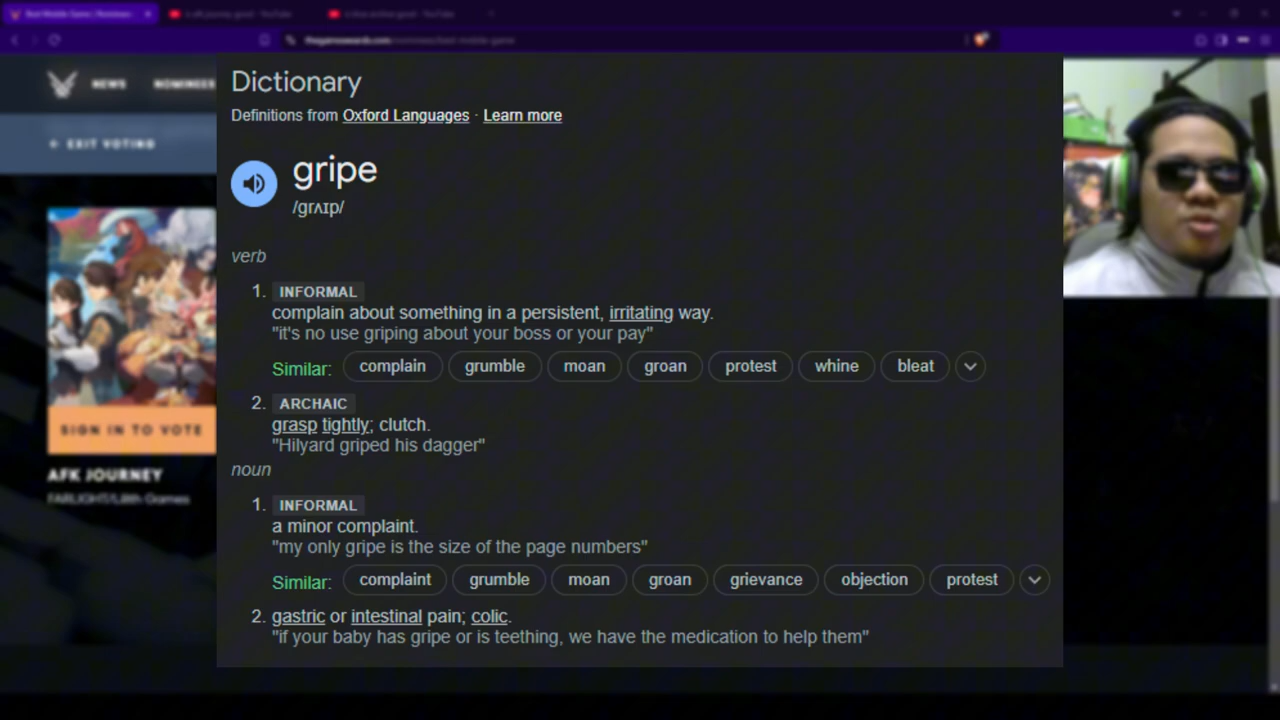 NEWS
NOMINEES
EXIT VOTING
SIGN IN TO VOTE
AFK JOURNEY
FARLIGHT/Lilith Games
Dictionary
Definitions from Oxford Languages · Learn more
gripe
/ɡrʌɪp/
verb
1. INFORMAL
complain about something in a persistent, irritating way.
"it's no use griping about your boss or your pay"
Similar: complain grumble moan groan protest whine bleat
2. ARCHAIC
grasp tightly; clutch.
"Hilyard griped his dagger"
noun
1. INFORMAL
a minor complaint.
"my only gripe is the size of the page numbers"
Similar: complaint grumble moan groan grievance objection protest
2. gastric or intestinal pain; colic.
"if your baby has gripe or is teething, we have the medication to help them"